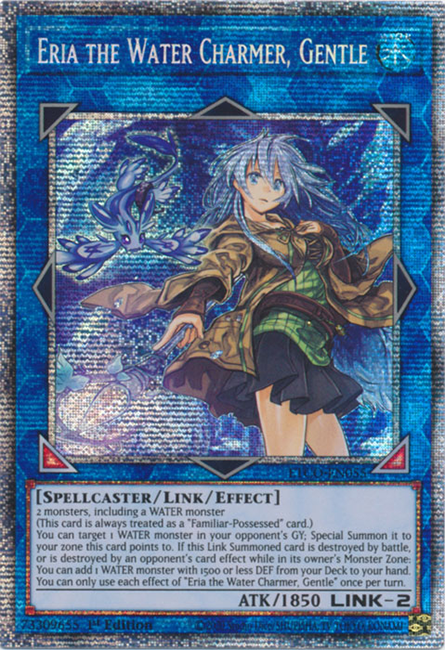 ERIA THE WATER CHARMER, GENTLE
[SPELLCASTER/LINK/EFFECT]
2 monsters, including a WATER monster
(This card is always treated as a "Familiar-Possessed" card.)
You can target 1 WATER monster in your opponent's GY; Special Summon it to
your zone this card points to. If this Link Summoned card is destroyed by battle,
or is destroyed by an opponent's card effect while in its owner's Monster Zone:
You can add 1 WATER monster with 1500 or less DEF from your Deck to your hand.
You can only use each effect of "Eria the Water Charmer, Gentle" once per turn.
ATK/1850 LINK-2
73309655 1st Edition